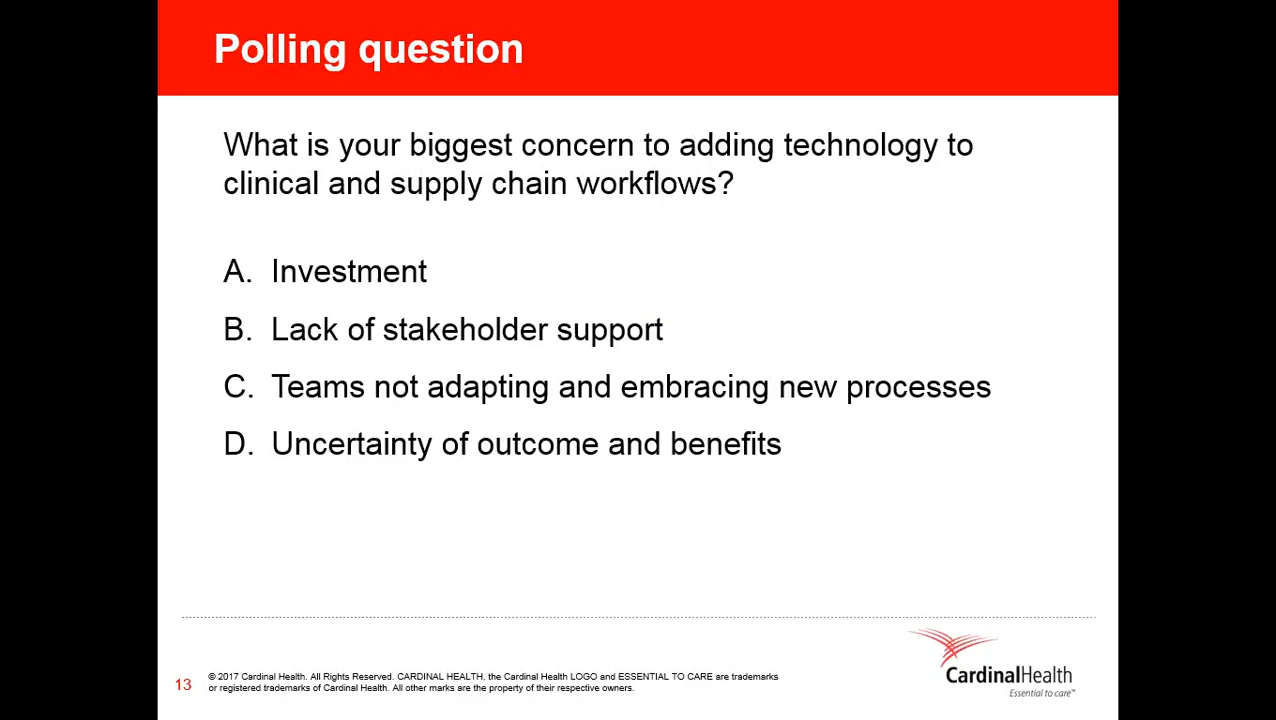 Polling question
What is your biggest concern to adding technology to
clinical and supply chain workflows?
A. Investment
B. Lack of stakeholder support
C. Teams not adapting and embracing new processes
D. Uncertainty of outcome and benefits
13
© 2017 Cardinal Health. All Rights Reserved. CARDINAL HEALTH, the Cardinal Health LOGO and ESSENTIAL TO CARE are trademarks
or registered trademarks of Cardinal Health. All other marks are the property of their respective owners.
CardinalHealth
Essential to care™